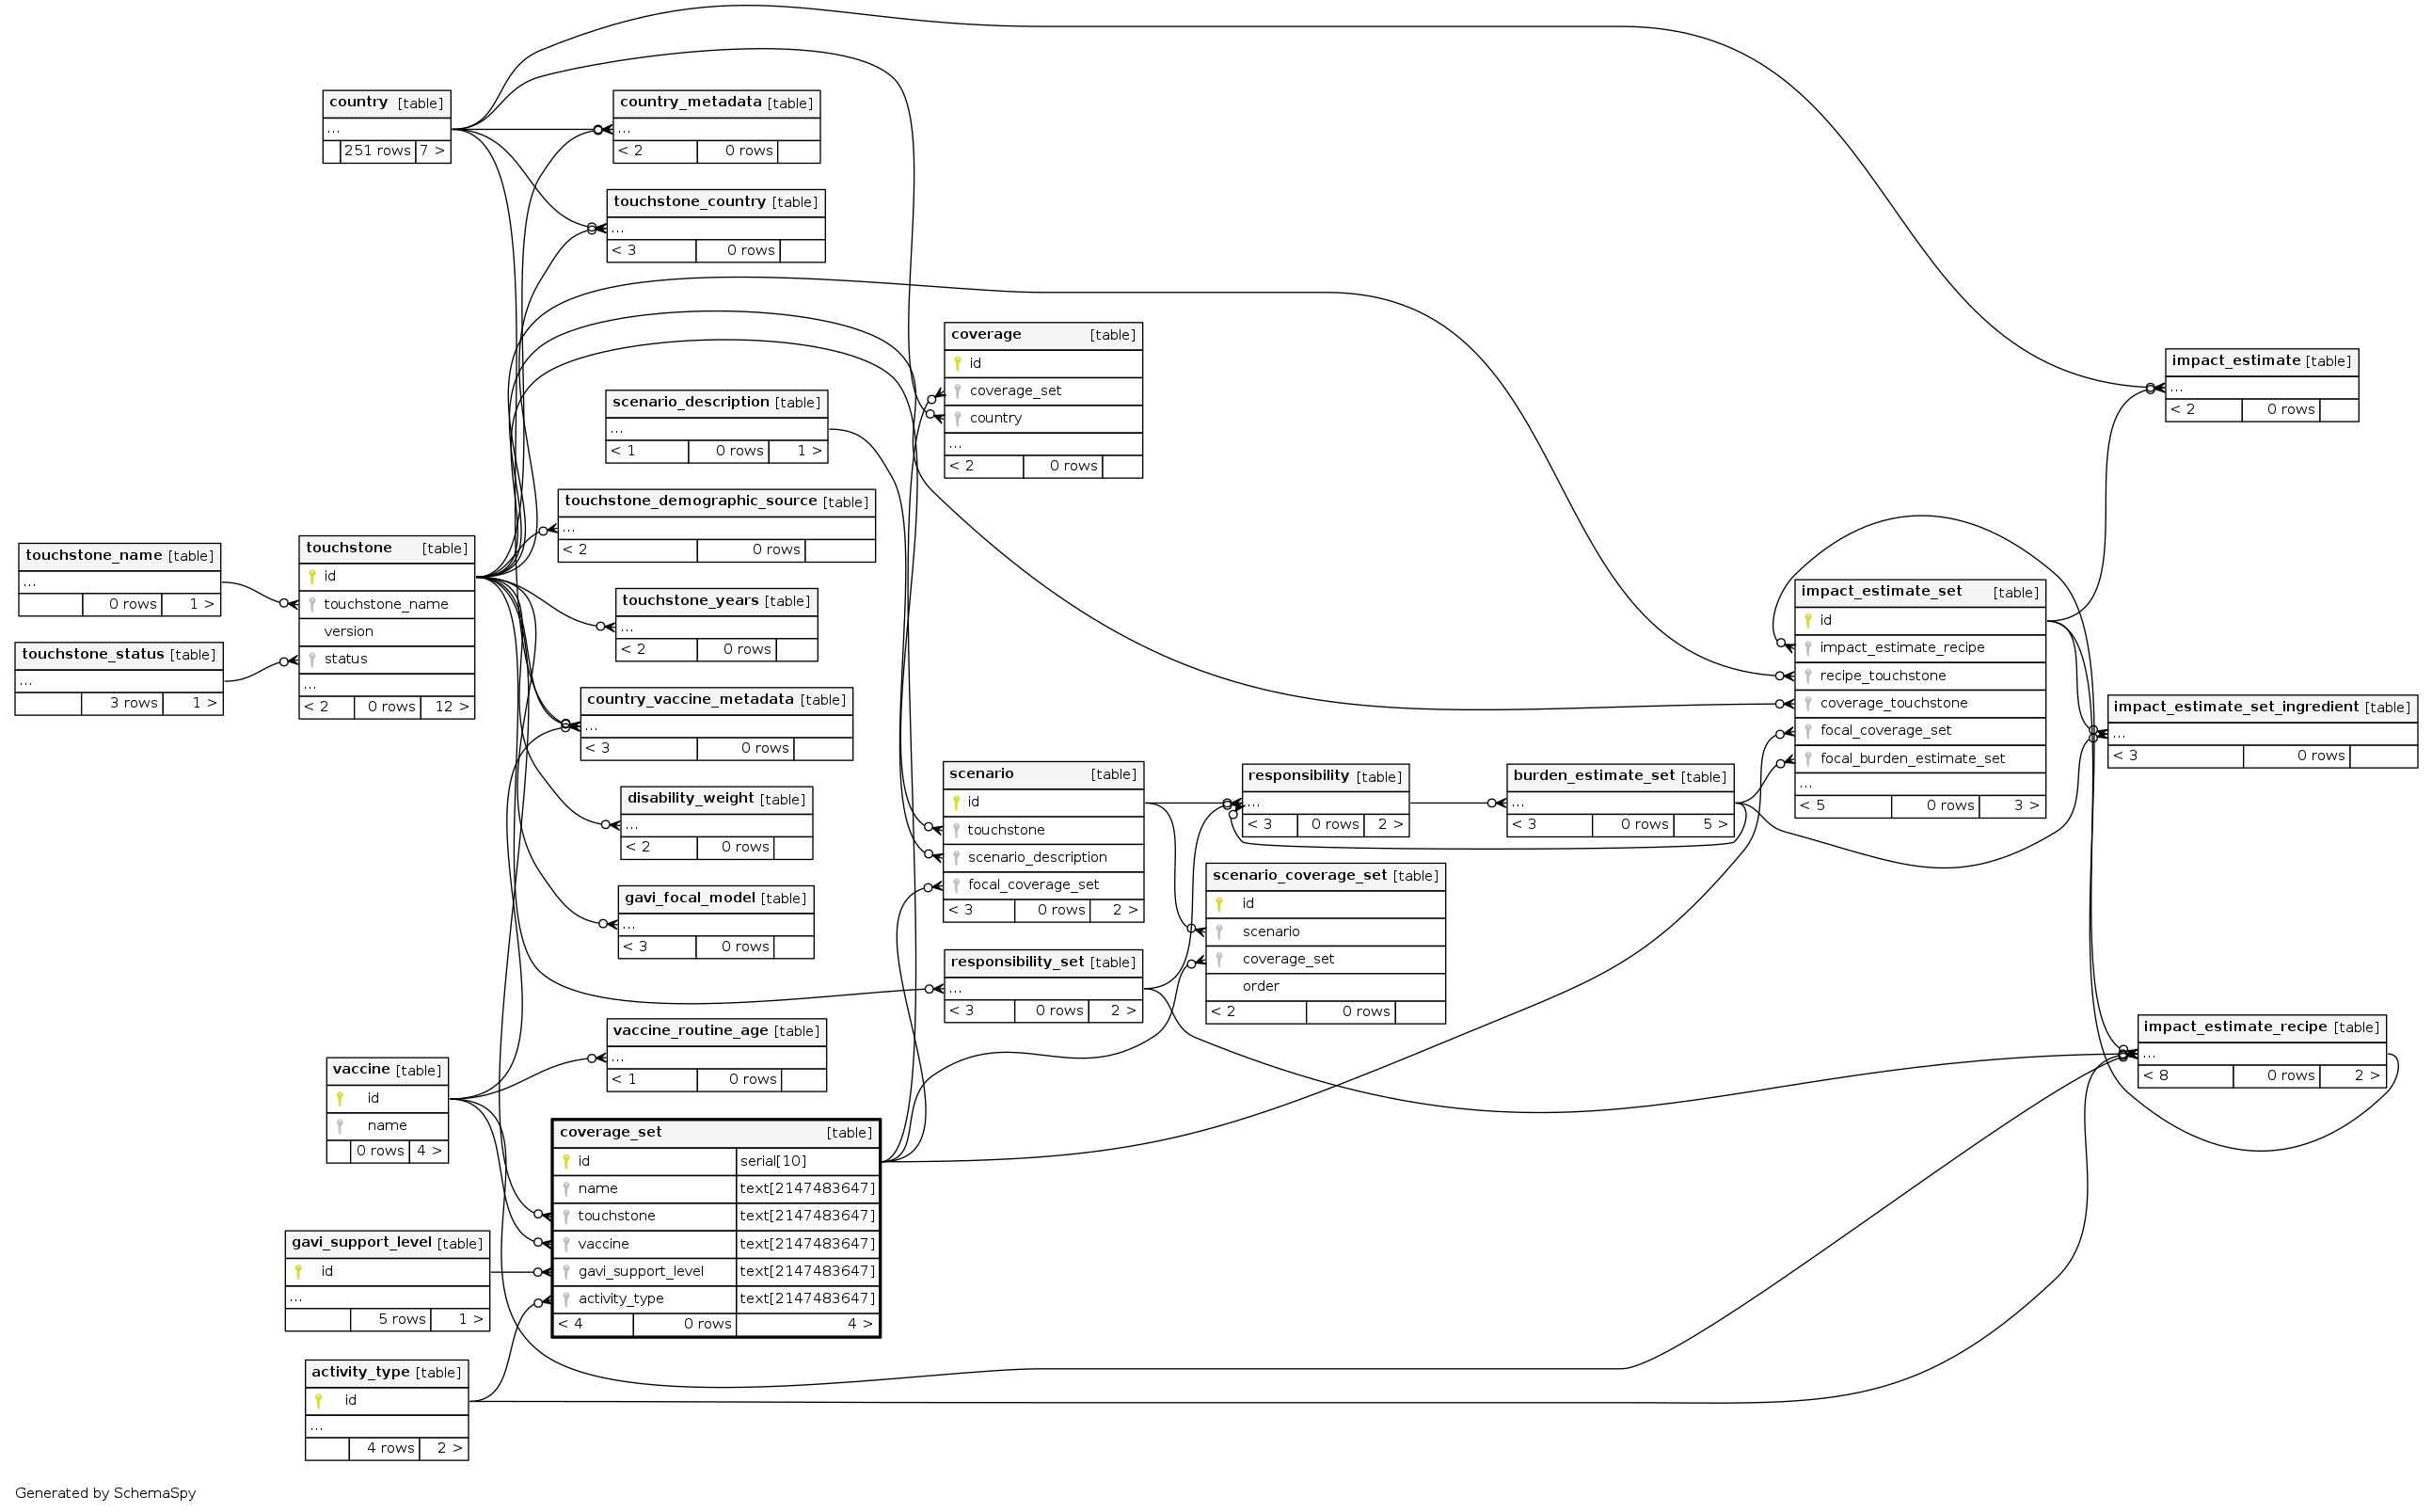 country [table]
...
251 rows 7 >
country_metadata [table]
...
< 2 0 rows
touchstone_country [table]
...
< 3 0 rows
coverage [table]
id
coverage_set
country
...
< 2 0 rows
impact_estimate [table]
...
< 2 0 rows
scenario_description [table]
...
< 1 0 rows 1 >
touchstone_demographic_source [table]
...
< 2 0 rows
touchstone_name [table]
...
0 rows 1 >
touchstone_status [table]
...
3 rows 1 >
touchstone [table]
id
touchstone_name
version
status
...
< 2 0 rows 12 >
touchstone_years [table]
...
< 2 0 rows
country_vaccine_metadata [table]
...
< 3 0 rows
disability_weight [table]
...
< 2 0 rows
gavi_focal_model [table]
...
< 3 0 rows
scenario [table]
id
touchstone
scenario_description
focal_coverage_set
< 3 0 rows 2 >
responsibility [table]
...
< 3 0 rows 2 >
burden_estimate_set [table]
...
< 3 0 rows 5 >
impact_estimate_set [table]
id
impact_estimate_recipe
recipe_touchstone
coverage_touchstone
focal_coverage_set
focal_burden_estimate_set
...
< 5 0 rows 3 >
impact_estimate_set_ingredient [table]
...
< 3 0 rows
scenario_coverage_set [table]
id
scenario
coverage_set
order
< 2 0 rows
responsibility_set [table]
...
< 3 0 rows 2 >
impact_estimate_recipe [table]
...
< 8 0 rows 2 >
vaccine_routine_age [table]
...
< 1 0 rows
vaccine [table]
id
name
0 rows 4 >
coverage_set [table]
id serial[10]
name text[2147483647]
touchstone text[2147483647]
vaccine text[2147483647]
gavi_support_level text[2147483647]
activity_type text[2147483647]
< 4 0 rows 4 >
gavi_support_level [table]
id
...
5 rows 1 >
activity_type [table]
id
...
4 rows 2 >
Generated by SchemaSpy